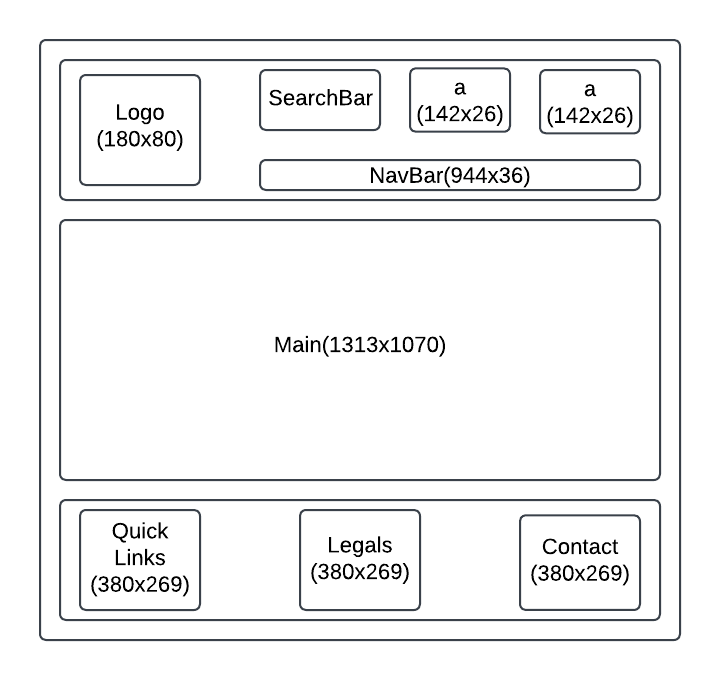 Logo
(180x80)
SearchBar
a
(142x26)
a
(142x26)
NavBar(944x36)
Main(1313x1070)
Quick
Links
(380x269)
Legals
(380x269)
Contact
(380x269)